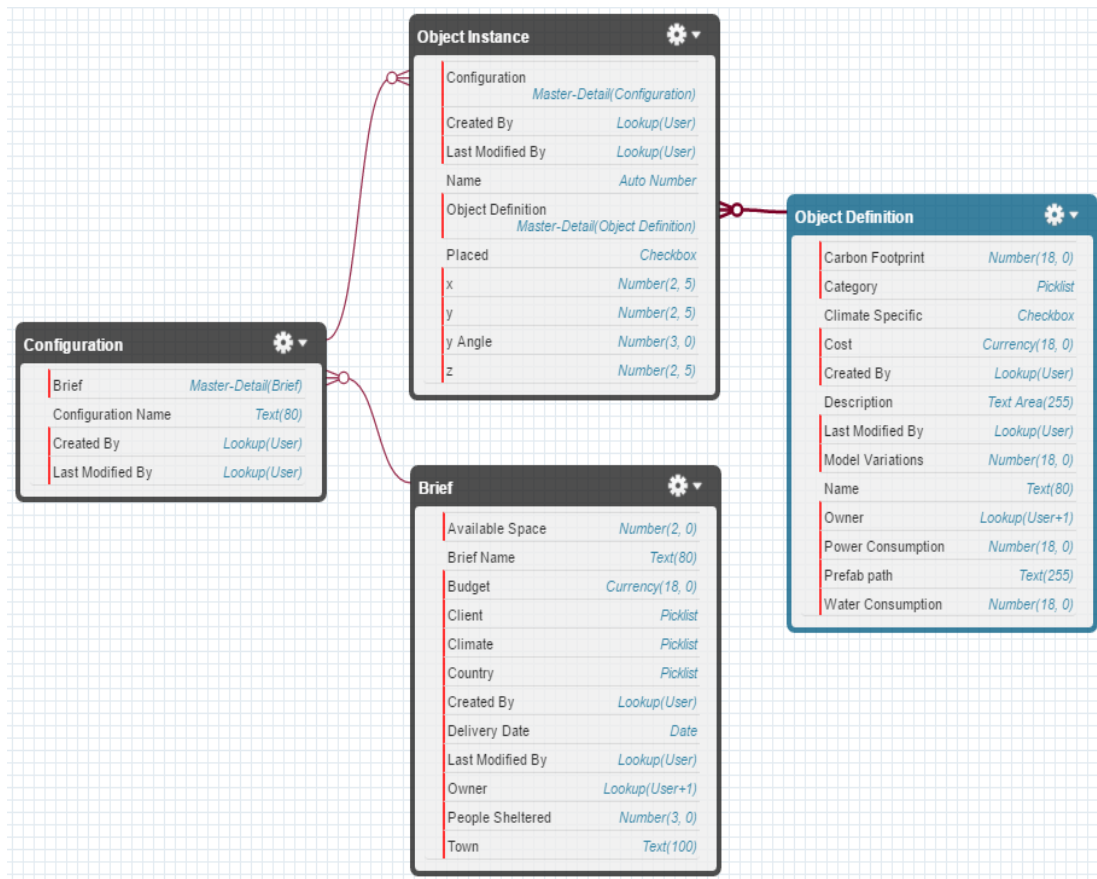 Object Instance
Configuration
Master-Detail(Configuration)
Created By Lookup(User)
Last Modified By Lookup(User)
Name Auto Number
Object Definition
Master-Detail(Object Definition)
Placed Checkbox
x Number(2, 5)
y Number(2, 5)
y Angle Number(3, 0)
z Number(2, 5)
Object Definition
Carbon Footprint Number(18, 0)
Category Picklist
Climate Specific Checkbox
Cost Currency(18, 0)
Created By Lookup(User)
Description Text Area(255)
Last Modified By Lookup(User)
Model Variations Number(18, 0)
Name Text(80)
Owner Lookup(User+1)
Power Consumption Number(18, 0)
Prefab path Text(255)
Water Consumption Number(18, 0)
Configuration
Brief Master-Detail(Brief)
Configuration Name Text(80)
Created By Lookup(User)
Last Modified By Lookup(User)
Brief
Available Space Number(2, 0)
Brief Name Text(80)
Budget Currency(18, 0)
Client Picklist
Climate Picklist
Country Picklist
Created By Lookup(User)
Delivery Date Date
Last Modified By Lookup(User)
Owner Lookup(User+1)
People Sheltered Number(3, 0)
Town Text(100)